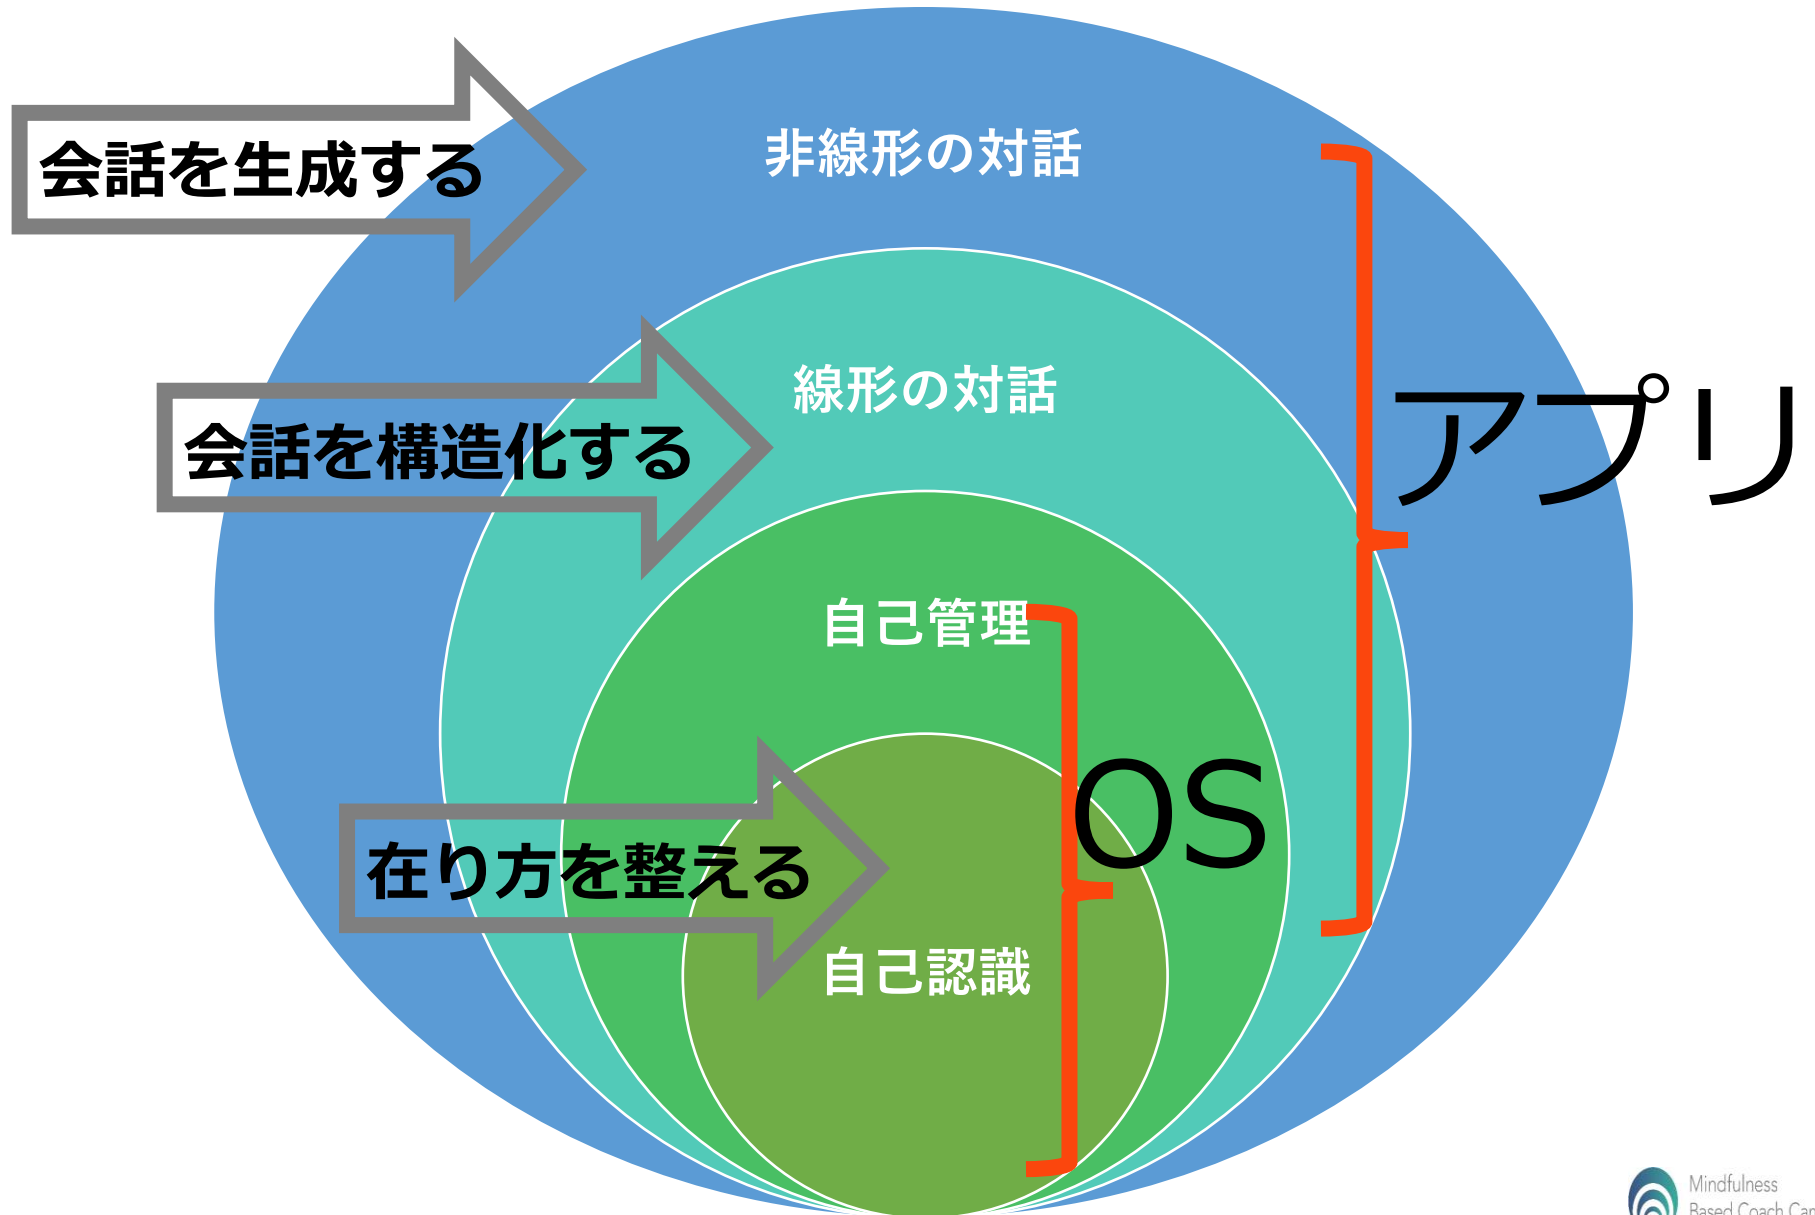 非線形の対話
会話を生成する
線形の対話
アプリ
会話を構造化する
自己管理
OS
在り方を整える
自己認識
Mindfulness
Based Coach